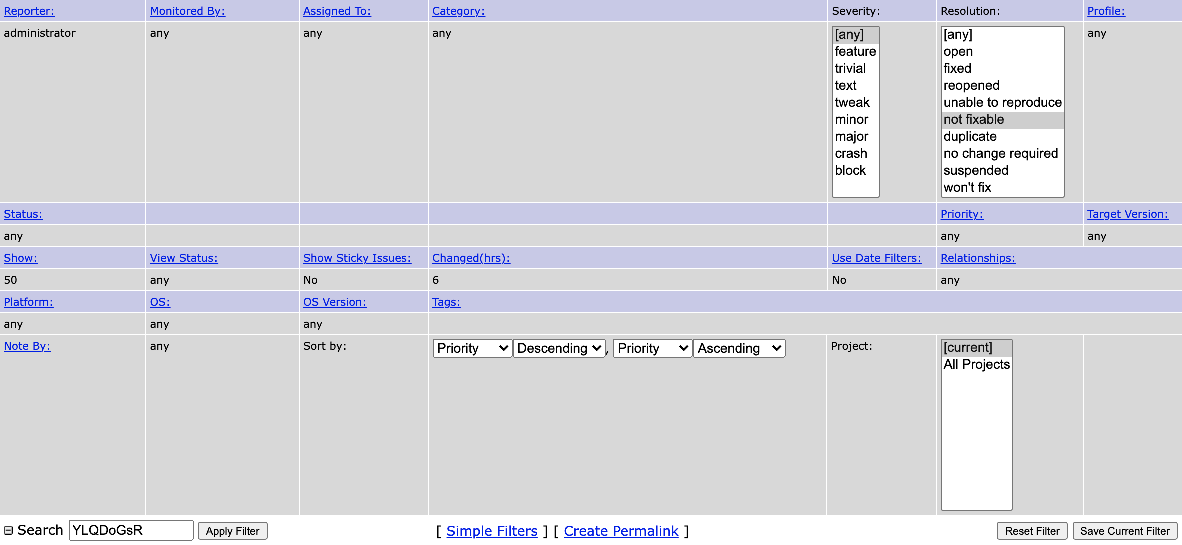 Reporter: Monitored By: Assigned To: Category: Severity: Resolution: Profile:
administrator any any any [any] [any] any
feature open
trivial fixed
text reopened
tweak unable to reproduce
minor not fixable
major duplicate
crash no change required
block suspended
won't fix
Status: Priority: Target Version:
any any any
Show: View Status: Show Sticky Issues: Changed(hrs): Use Date Filters: Relationships:
50 any No 6 No any
Platform: OS: OS Version: Tags:
any any any
Note By: any Sort by: Priority Descending, Priority Ascending Project: [current]
All Projects
Search YLQDoGsR Apply Filter [ Simple Filters ] [ Create Permalink ] Reset Filter Save Current Filter